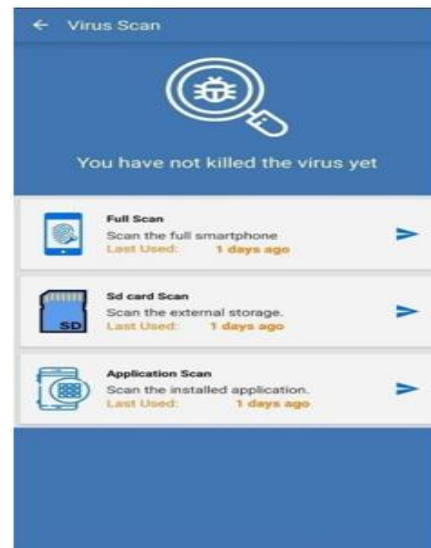 Virus Scan
You have not killed the virus yet
Full Scan
Scan the full smartphone
Last Used: 1 days ago
SD
Sd card Scan
Scan the external storage.
Last Used: 1 days ago
Application Scan
Scan the installed application.
Last Used: 1 days ago